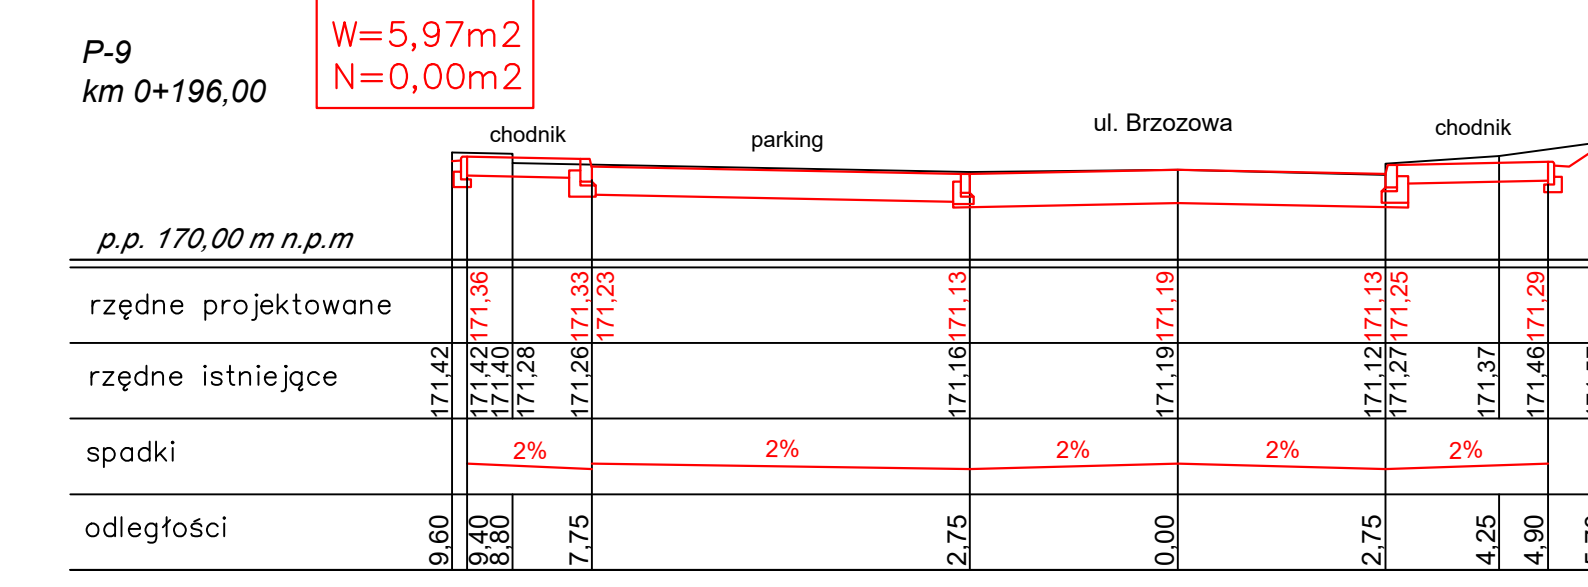 P-9
km 0+196,00
W=5,97m2
N=0,00m2
chodnik
parking
ul. Brzozowa
chodnik
p.p. 170,00 m n.p.m
rzędne projektowane
171,36
171,33
171,23
171,13
171,19
171,13
171,25
171,29
rzędne istniejące
171,42
171,42
171,40
171,28
171,26
171,16
171,19
171,12
171,27
171,37
171,46
spadki
2%
2%
2%
2%
2%
odległości
9,60
9,40
8,80
7,75
2,75
0,00
2,75
4,25
4,90